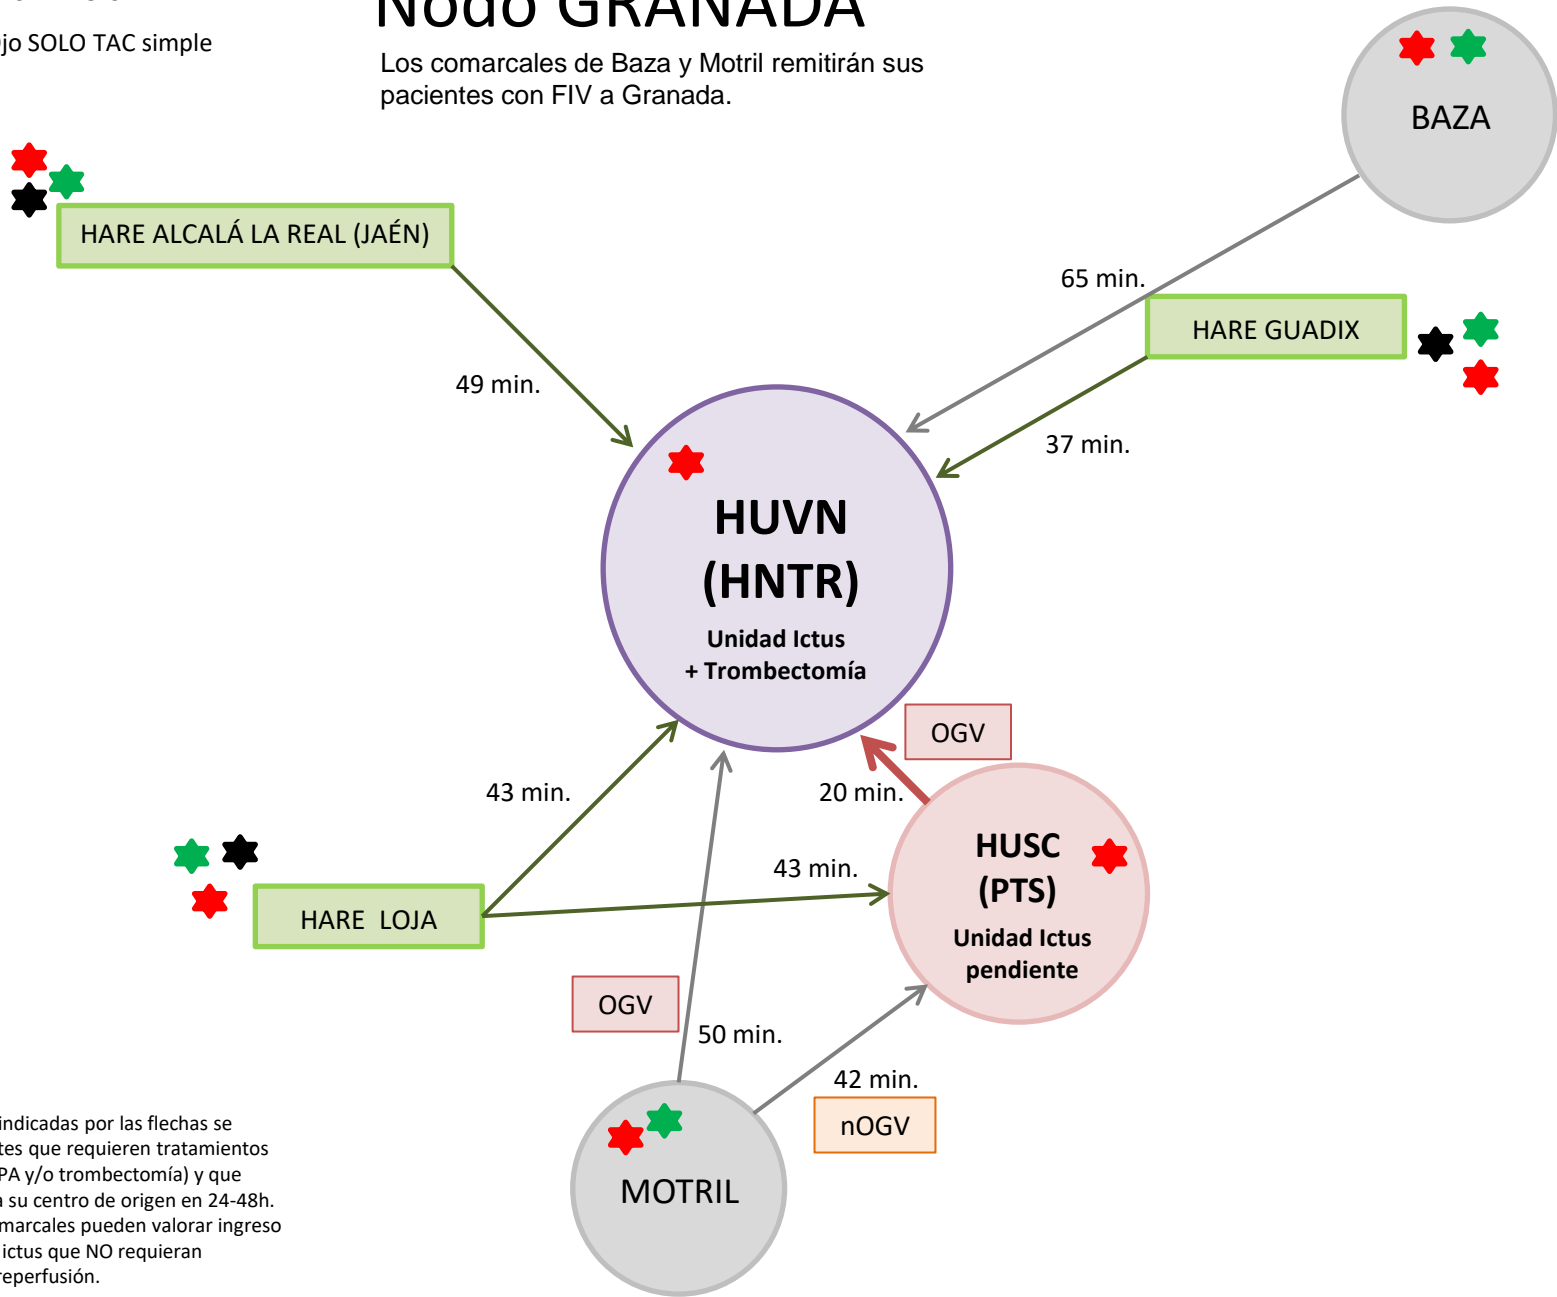 Nodo GRANADA
jo SOLO TAC simple
Los comarcales de Baza y Motril remitirán sus
pacientes con FIV a Granada.
BAZA
HARE ALCALÁ LA REAL (JAÉN)
65 min.
HARE GUADIX
49 min.
37 min.
HUVN
(HNTR)
Unidad Ictus
+ Trombectomía
OGV
43 min.
20 min.
HUSC
(PTS)
Unidad Ictus
pendiente
43 min.
HARE LOJA
OGV
50 min.
42 min.
nOGV
MOTRIL
indicadas por las flechas se
tes que requieren tratamientos
PA y/o trombectomía) y que
a su centro de origen en 24-48h.
marcales pueden valorar ingreso
ictus que NO requieran
reperfusión.